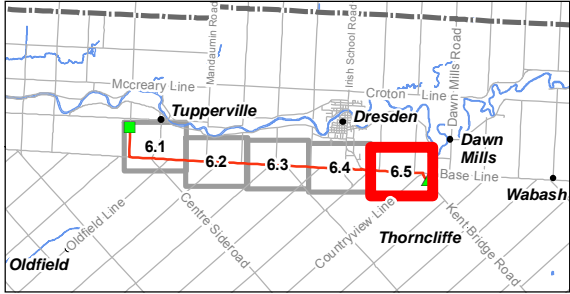 Mandaumin Road
Irish School Road
Dawn Mills Road
Mccreary Line
Croton Line
Tupperville
Dresden
Dawn
Mills
6.1
6.2
6.3
6.4
6.5
Base Line
Wabash
Oldfield Line
Centre Sideroad
Countryview Line
Kent-Bridge Road
Thorncliffe
Oldfield